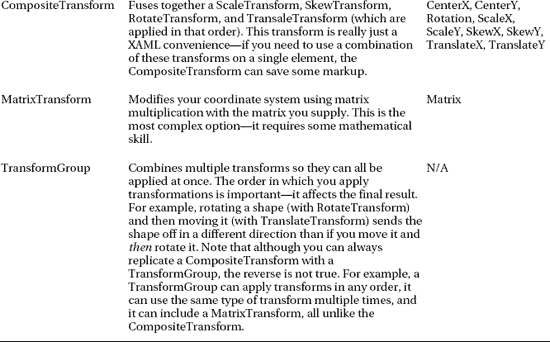 CompositeTransform Fuses together a ScaleTransform, SkewTransform, CenterX, CenterY,
RotateTransform, and TransaleTransform (which are Rotation, ScaleX,
applied in that order). This transform is really just a ScaleY, SkewX, SkewY,
XAML convenience—if you need to use a combination TranslateX, TranslateY
of these transforms on a single element, the
CompositeTransform can save some markup.
MatrixTransform Modifies your coordinate system using matrix Matrix
multiplication with the matrix you supply. This is the
most complex option—it requires some mathematical
skill.
TransformGroup Combines multiple transforms so they can all be N/A
applied at once. The order in which you apply
transformations is important—it affects the final result.
For example, rotating a shape (with RotateTransform)
and then moving it (with TranslateTransform) sends the
shape off in a different direction than if you move it and
then rotate it. Note that although you can always
replicate a CompositeTransform with a
TransformGroup, the reverse is not true. For example, a
TransformGroup can apply transforms in any order, it
can use the same type of transform multiple times, and
it can include a MatrixTransform, all unlike the
CompositeTransform.